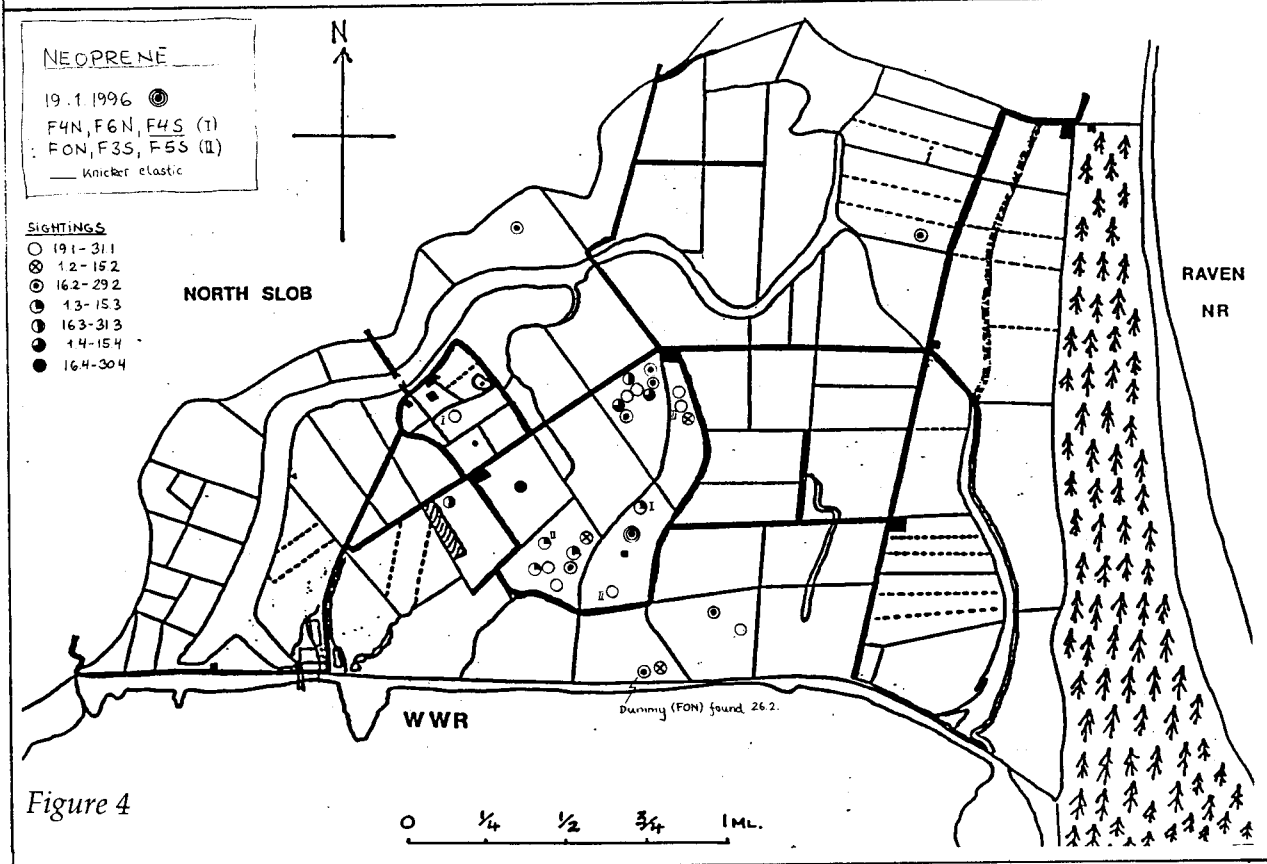 N
NEOPRENE
19.1.1996
F4N, F6N, F4S (I)
: FON, F3S, F5S (II)
— Knicker elastic
SIGHTINGS
19.1 - 31.1
1.2 - 15.2
16.2 - 29.2
1.3 - 15.3
16.3 - 31.3
1.4 - 15.4
16.4 - 30.4
NORTH SLOB
RAVEN
NR
I
II
I
II
II
Dummy (FON) found 26.2.
WWR
Figure 4
0 1/4 1/2 3/4 1 ML.